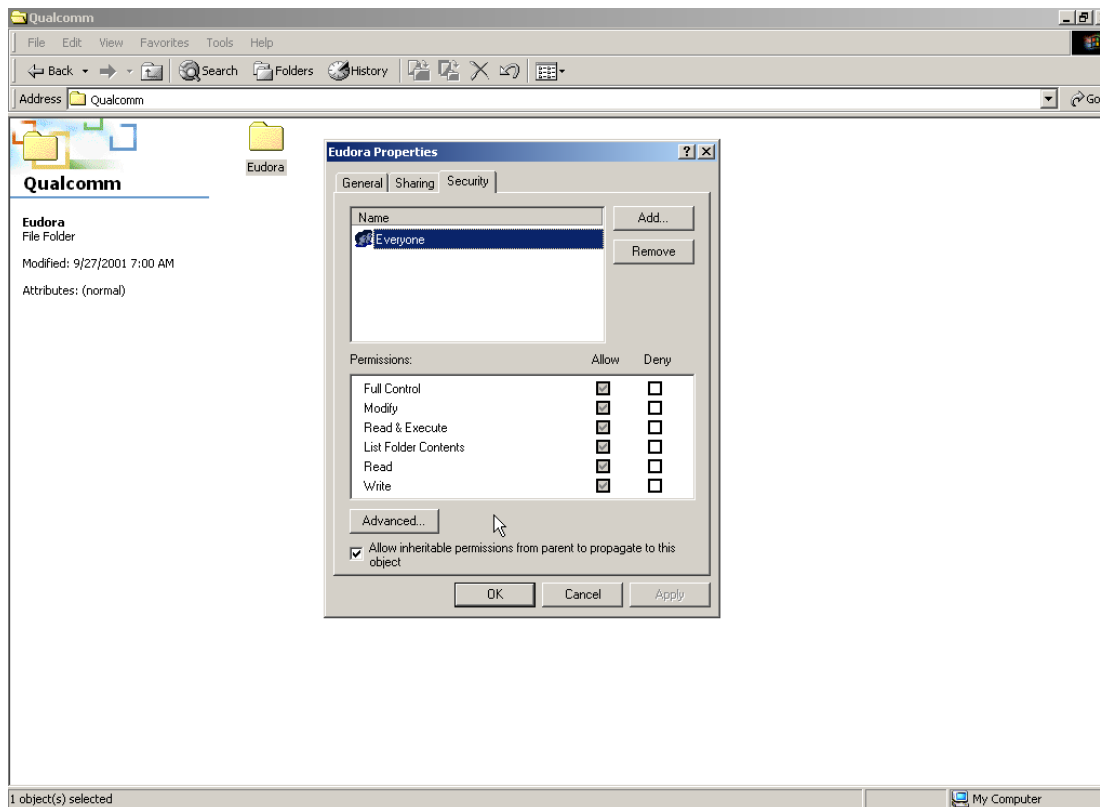 Qualcomm
File Edit View Favorites Tools Help
Back Search Folders History
Address Qualcomm Go
Qualcomm
Eudora
File Folder
Modified: 9/27/2001 7:00 AM
Attributes: (normal)
Eudora
Eudora Properties
General Sharing Security
Name
Everyone
Add...
Remove
Permissions: Allow Deny
Full Control
Modify
Read & Execute
List Folder Contents
Read
Write
Advanced...
Allow inheritable permissions from parent to propagate to this
object
OK Cancel Apply
1 object(s) selected My Computer